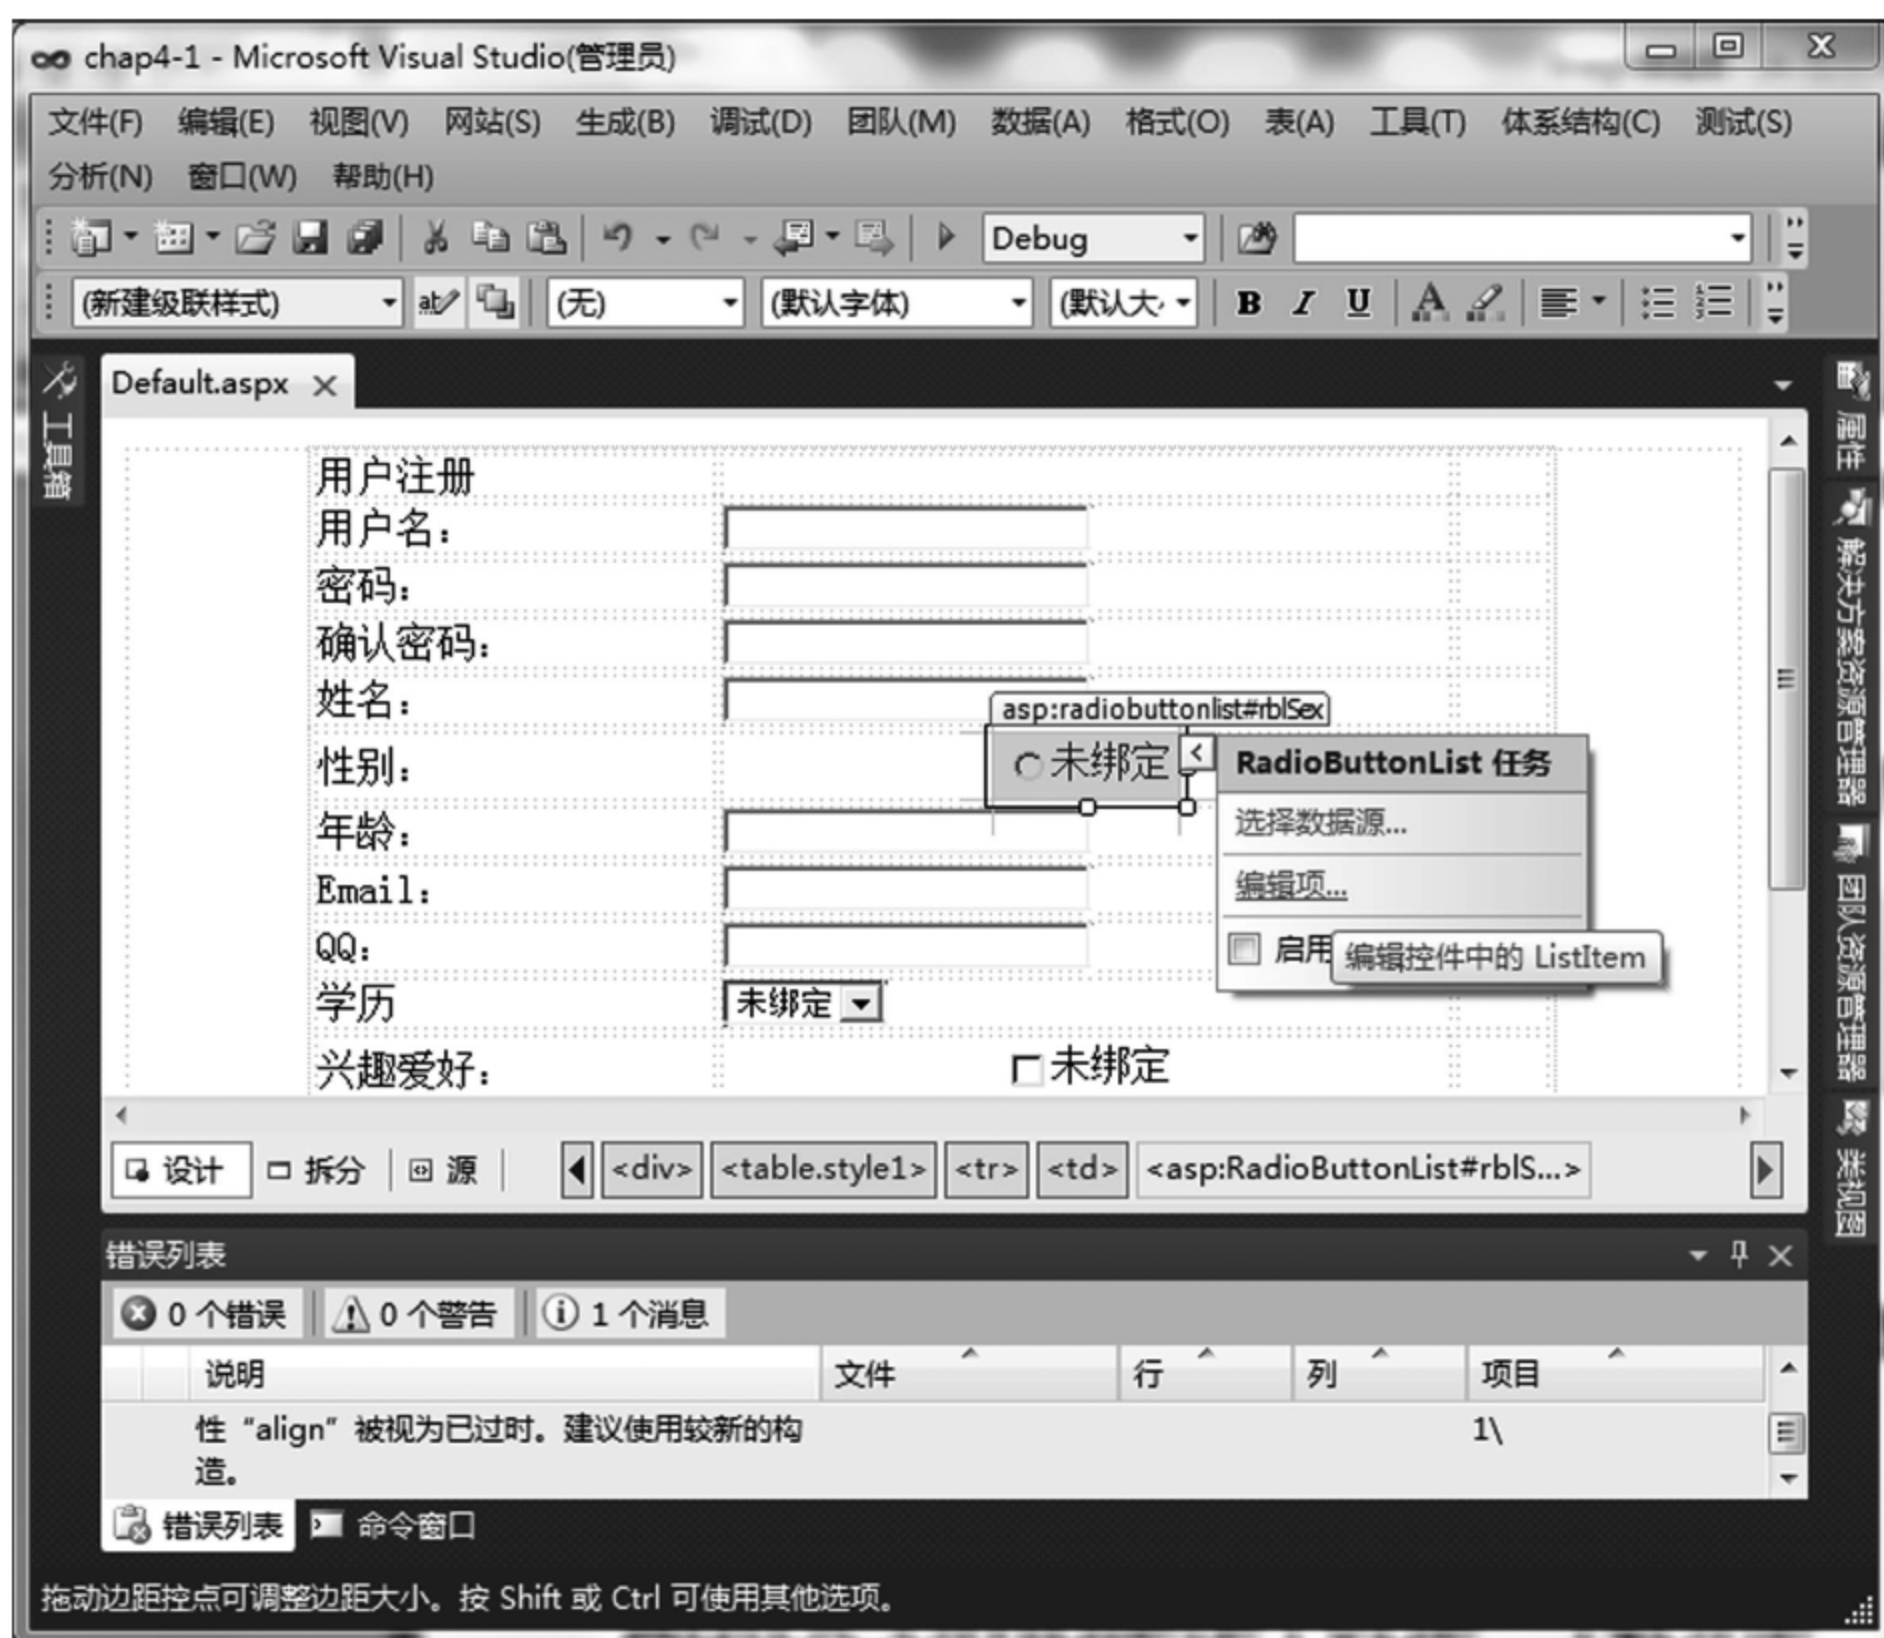 chap4-1 - Microsoft Visual Studio(管理员)
文件(F) 编辑(E) 视图(V) 网站(S) 生成(B) 调试(D) 团队(M) 数据(A) 格式(O) 表(A) 工具(T) 体系结构(C) 测试(S)
分析(N) 窗口(W) 帮助(H)
Debug
(新建级联样式) (无) (默认字体) (默认大 B I U A
工具箱
Default.aspx
属性
解决方案资源管理器
团队资源管理器
类视图
用户注册
用户名：
密码：
确认密码：
姓名：
asp:radiobuttonlist#rblSex
性别： 未绑定
RadioButtonList 任务
选择数据源...
编辑项...
启用
编辑控件中的 ListItem
年龄：
Email：
QQ：
学历 未绑定
兴趣爱好： 未绑定
设计 拆分 源 <div> <table.style1> <tr> <td> <asp:RadioButtonList#rblS...>
错误列表
0 个错误 0 个警告 1 个消息
说明 文件 行 列 项目
性“align”被视为已过时。建议使用较新的构 1\
造。
错误列表 命令窗口
拖动边距控点可调整边距大小。按 Shift 或 Ctrl 可使用其他选项。